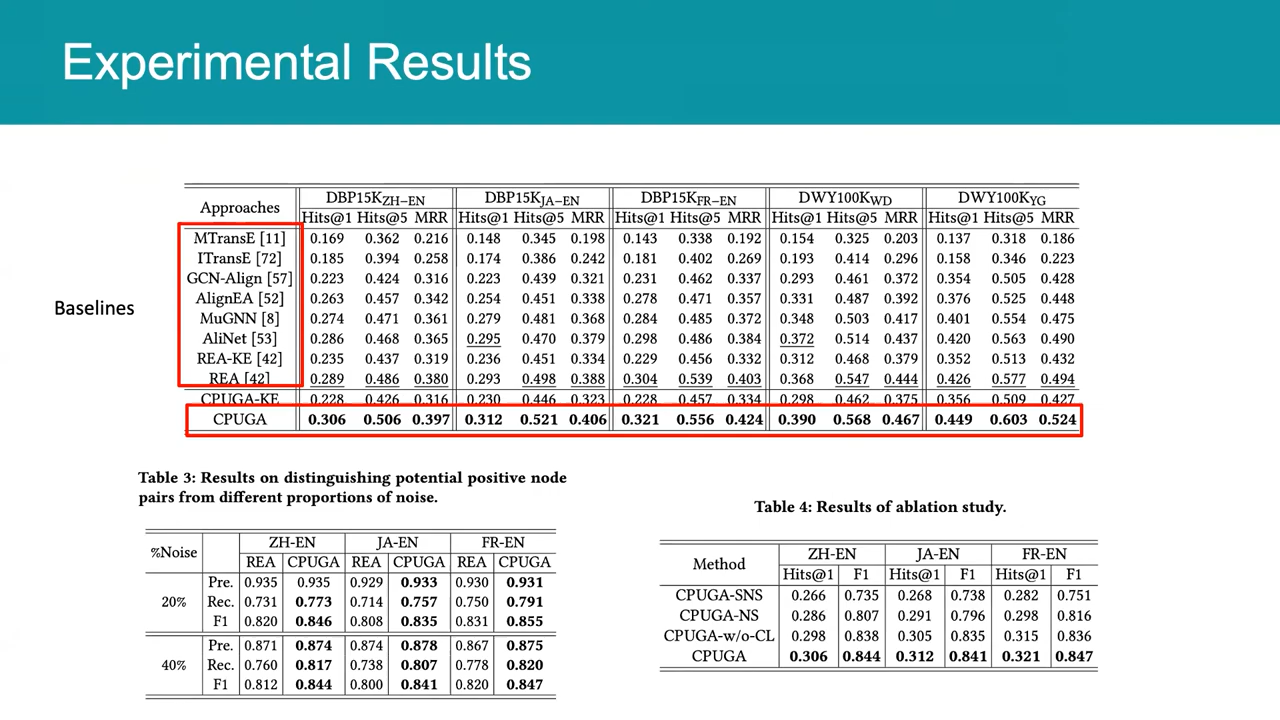 Experimental Results
Approaches DBP15K ZH−EN DBP15K JA−EN DBP15K FR−EN DWY100K WD DWY100K YG
Hits@1 Hits@5 MRR Hits@1 Hits@5 MRR Hits@1 Hits@5 MRR Hits@1 Hits@5 MRR Hits@1 Hits@5 MRR
MTransE [11] 0.169 0.362 0.216 0.148 0.345 0.198 0.143 0.338 0.192 0.154 0.325 0.203 0.137 0.318 0.186
ITransE [72] 0.185 0.394 0.258 0.174 0.386 0.242 0.181 0.402 0.269 0.193 0.414 0.296 0.158 0.346 0.223
GCN-Align [57] 0.223 0.424 0.316 0.223 0.439 0.321 0.231 0.462 0.337 0.293 0.461 0.372 0.354 0.505 0.428
AlignEA [52] 0.263 0.457 0.342 0.254 0.451 0.338 0.278 0.471 0.357 0.331 0.487 0.392 0.376 0.525 0.448
Baselines
MuGNN [8] 0.274 0.471 0.361 0.279 0.481 0.368 0.284 0.485 0.372 0.348 0.503 0.417 0.401 0.554 0.475
AliNet [53] 0.286 0.468 0.365 0.295 0.470 0.379 0.298 0.486 0.384 0.372 0.514 0.437 0.420 0.563 0.490
REA-KE [42] 0.235 0.437 0.319 0.236 0.451 0.334 0.229 0.456 0.332 0.312 0.468 0.379 0.352 0.513 0.432
REA [42] 0.289 0.486 0.380 0.293 0.498 0.388 0.304 0.539 0.403 0.368 0.547 0.444 0.426 0.577 0.494
CPUGA-KE 0.228 0.426 0.316 0.230 0.446 0.323 0.228 0.457 0.334 0.298 0.462 0.375 0.356 0.509 0.427
CPUGA 0.306 0.506 0.397 0.312 0.521 0.406 0.321 0.556 0.424 0.390 0.568 0.467 0.449 0.603 0.524
Table 3: Results on distinguishing potential positive node
pairs from different proportions of noise.
%Noise ZH-EN JA-EN FR-EN
REA CPUGA REA CPUGA REA CPUGA
Pre. 0.935 0.935 0.929 0.933 0.930 0.931
20% Rec. 0.731 0.773 0.714 0.757 0.750 0.791
F1 0.820 0.846 0.808 0.835 0.831 0.855
Pre. 0.871 0.874 0.874 0.878 0.867 0.875
40% Rec. 0.760 0.817 0.738 0.807 0.778 0.820
F1 0.812 0.844 0.800 0.841 0.820 0.847
Table 4: Results of ablation study.
Method ZH-EN JA-EN FR-EN
Hits@1 F1 Hits@1 F1 Hits@1 F1
CPUGA-SNS 0.266 0.735 0.268 0.738 0.282 0.751
CPUGA-NS 0.286 0.807 0.291 0.796 0.298 0.816
CPUGA-w/o-CL 0.298 0.838 0.305 0.835 0.315 0.836
CPUGA 0.306 0.844 0.312 0.841 0.321 0.847